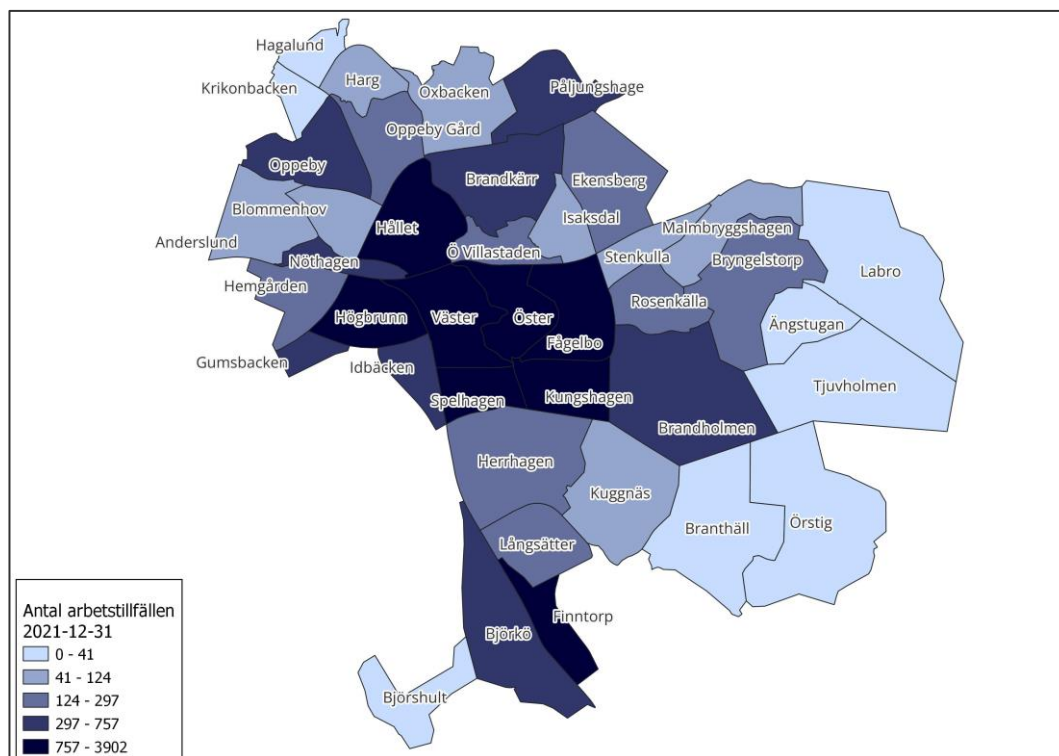 Hagalund
Krikonbacken
Harg
Oxbacken
Påljungshage
Oppeby Gård
Oppeby
Brandkärr
Ekensberg
Blommenhov
Isaksdal
Hållet
Malmbryggshagen
Anderslund
Ö Villastaden
Stenkulla
Bryngelstorp
Nöthagen
Labro
Hemgården
Rosenkälla
Högbrunn
Väster
Öster
Ängstugan
Fågelbo
Gumsbacken
Idbäcken
Tjuvholmen
Spelhagen
Kungshagen
Brandholmen
Herrhagen
Kuggnäs
Branthäll
Örstig
Långsätter
Finntorp
Björkö
Björshult
Antal arbetstillfällen
2021-12-31
0 - 41
41 - 124
124 - 297
297 - 757
757 - 3902